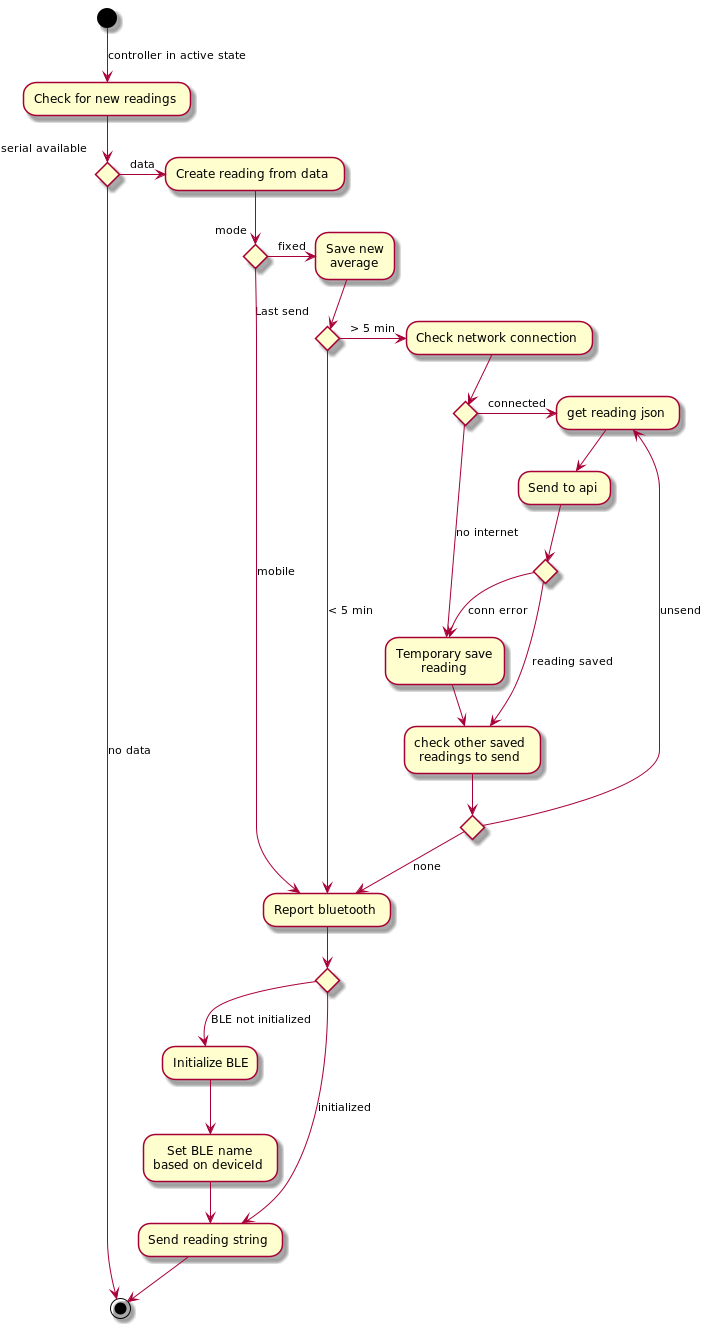 controller in active state
Check for new readings
serial available
data
Create reading from data
mode
fixed
Save new
average
Last send
> 5 min
Check network connection
connected
get reading json
Send to api
no internet
mobile
< 5 min
conn error
unsend
Temporary save
reading
reading saved
check other saved
readings to send
no data
none
Report bluetooth
BLE not initialized
Initialize BLE
initialized
Set BLE name
based on deviceId
Send reading string